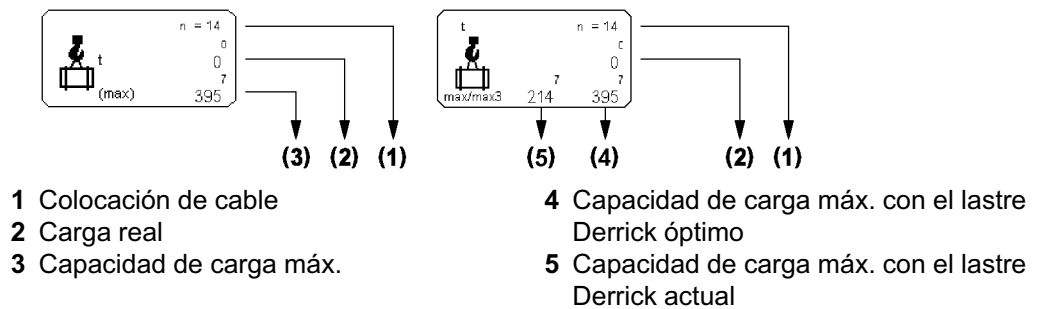 n = 14
0
t 0
7
(max) 395
t n = 14
0
7 7
max/max3 214 395
(3) (2) (1)
(5) (4) (2) (1)
1 Colocación de cable
2 Carga real
3 Capacidad de carga máx.
4 Capacidad de carga máx. con el lastre
Derrick óptimo
5 Capacidad de carga máx. con el lastre
Derrick actual